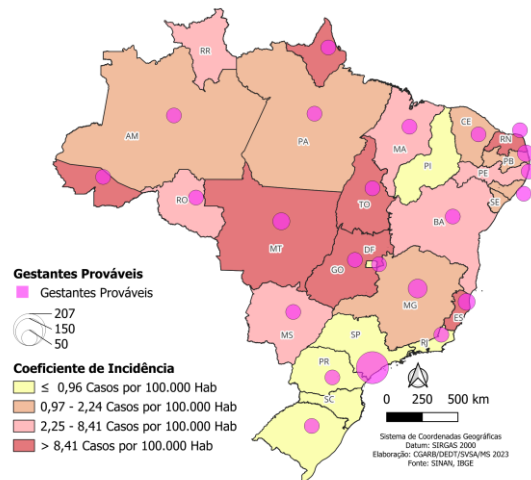 RR
AM
PA
MA
CE
RN
PI
PB
PE
SE
RO
TO
BA
MT
DF
GO
MG
ES
MS
SP
RJ
PR
SC
Gestantes Prováveis
Gestantes Prováveis
207
150
50
Coeficiente de Incidência
≤ 0,96 Casos por 100.000 Hab
0,97 - 2,24 Casos por 100.000 Hab
2,25 - 8,41 Casos por 100.000 Hab
> 8,41 Casos por 100.000 Hab
0 250 500 km
Sistema de Coordenadas Geográficas
Datum: SIRGAS 2000
Elaboração: CGARB/DEDT/SVSA/MS 2023
Fonte: SINAN, IBGE